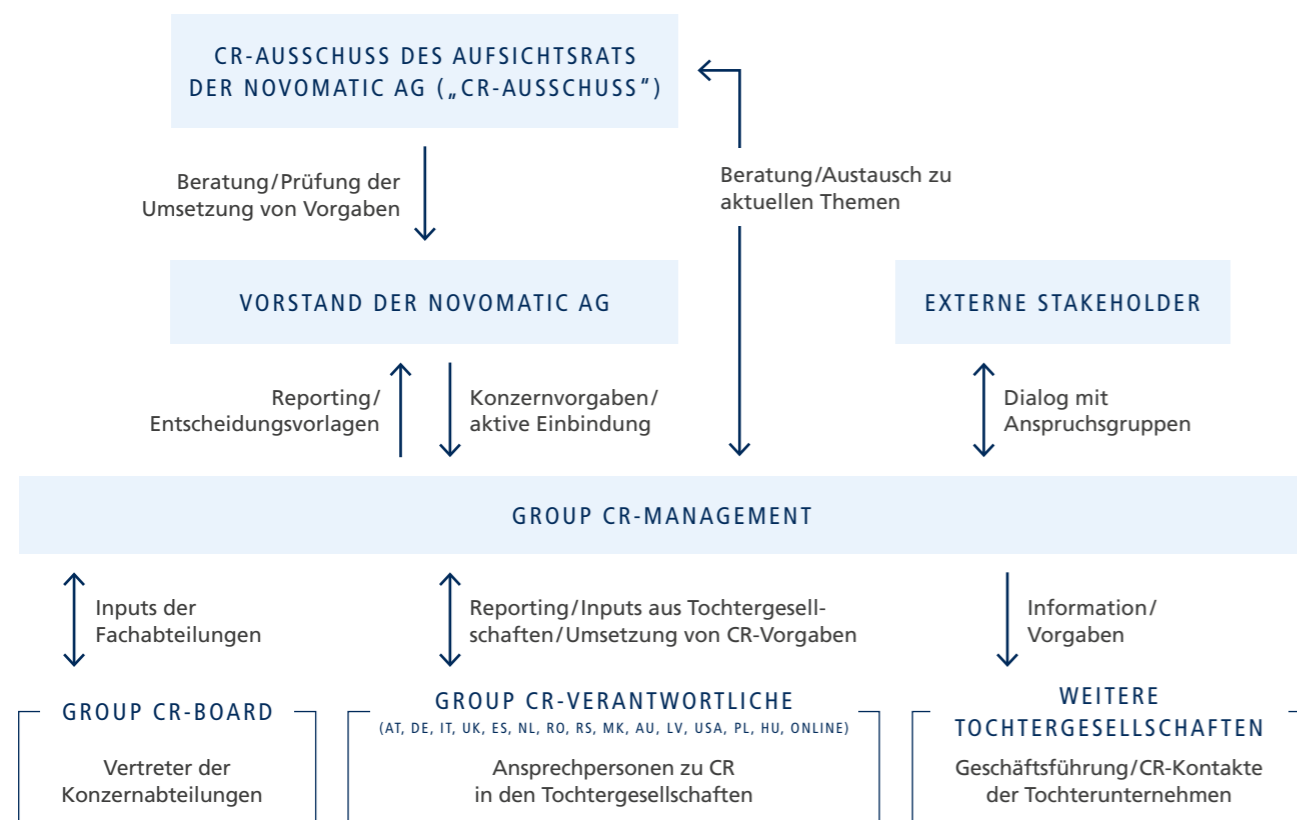 CR-AUSSCHUSS DES AUFSICHTSRATS
DER NOVOMATIC AG („CR-AUSSCHUSS“)
Beratung/Prüfung der
Umsetzung von Vorgaben
Beratung/Austausch zu
aktuellen Themen
VORSTAND DER NOVOMATIC AG
EXTERNE STAKEHOLDER
Reporting/
Entscheidungsvorlagen
Konzernvorgaben/
aktive Einbindung
Dialog mit
Anspruchsgruppen
GROUP CR-MANAGEMENT
Inputs der
Fachabteilungen
Reporting/Inputs aus Tochtergesell-
schaften/Umsetzung von CR-Vorgaben
Information/
Vorgaben
GROUP CR-BOARD
Vertreter der
Konzernabteilungen
GROUP CR-VERANTWORTLICHE
(AT, DE, IT, UK, ES, NL, RO, RS, MK, AU, LV, USA, PL, HU, ONLINE)
Ansprechpersonen zu CR
in den Tochtergesellschaften
WEITERE
TOCHTERGESELLSCHAFTEN
Geschäftsführung/CR-Kontakte
der Tochterunternehmen